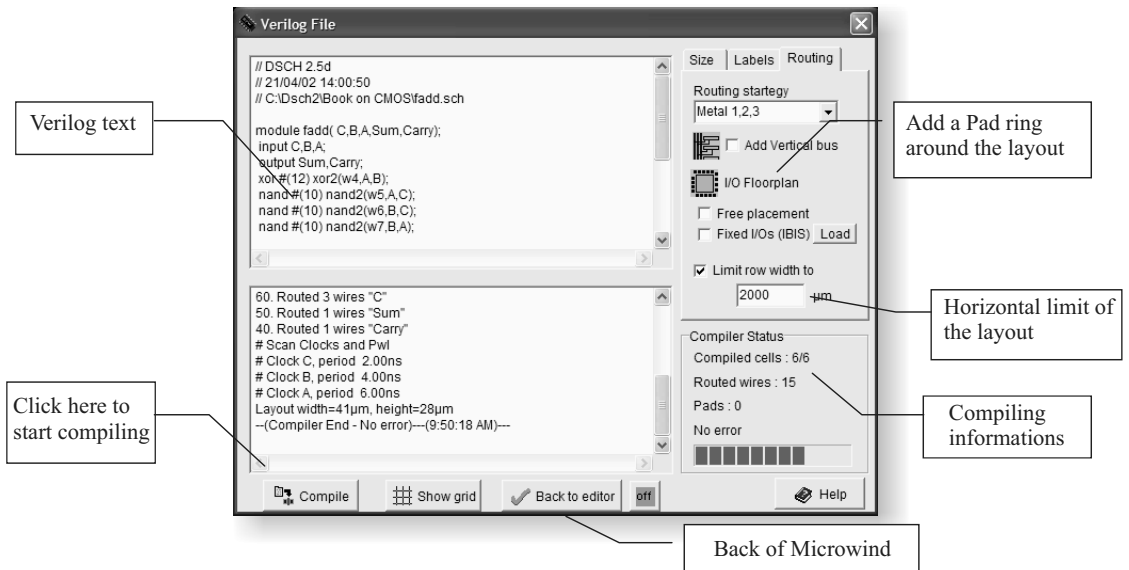 Verilog File
// DSCH 2.5d
// 21/04/02 14:00:50
// C:\Dsch2\Book on CMOS\fadd.sch
module fadd( C,B,A,Sum,Carry);
input C,B,A;
output Sum,Carry;
xor #(12) xor2(w4,A,B);
nand #(10) nand2(w5,A,C);
nand #(10) nand2(w6,B,C);
nand #(10) nand2(w7,B,A);
60. Routed 3 wires "C"
50. Routed 1 wires "Sum"
40. Routed 1 wires "Carry"
# Scan Clocks and Pwl
# Clock C, period 2.00ns
# Clock B, period 4.00ns
# Clock A, period 6.00ns
Layout width=41µm, height=28µm
--(Compiler End - No error)---(9:50:18 AM)---
Compile
Show grid
Back to editor
off
Help
Size
Labels
Routing
Routing startegy
Metal 1,2,3
Add Vertical bus
I/O Floorplan
Free placement
Fixed I/Os (IBIS)
Load
Limit row width to
2000 µm
Compiler Status
Compiled cells : 6/6
Routed wires : 15
Pads : 0
No error
Verilog text
Click here to
start compiling
Add a Pad ring
around the layout
Horizontal limit of
the layout
Compiling
informations
Back of Microwind